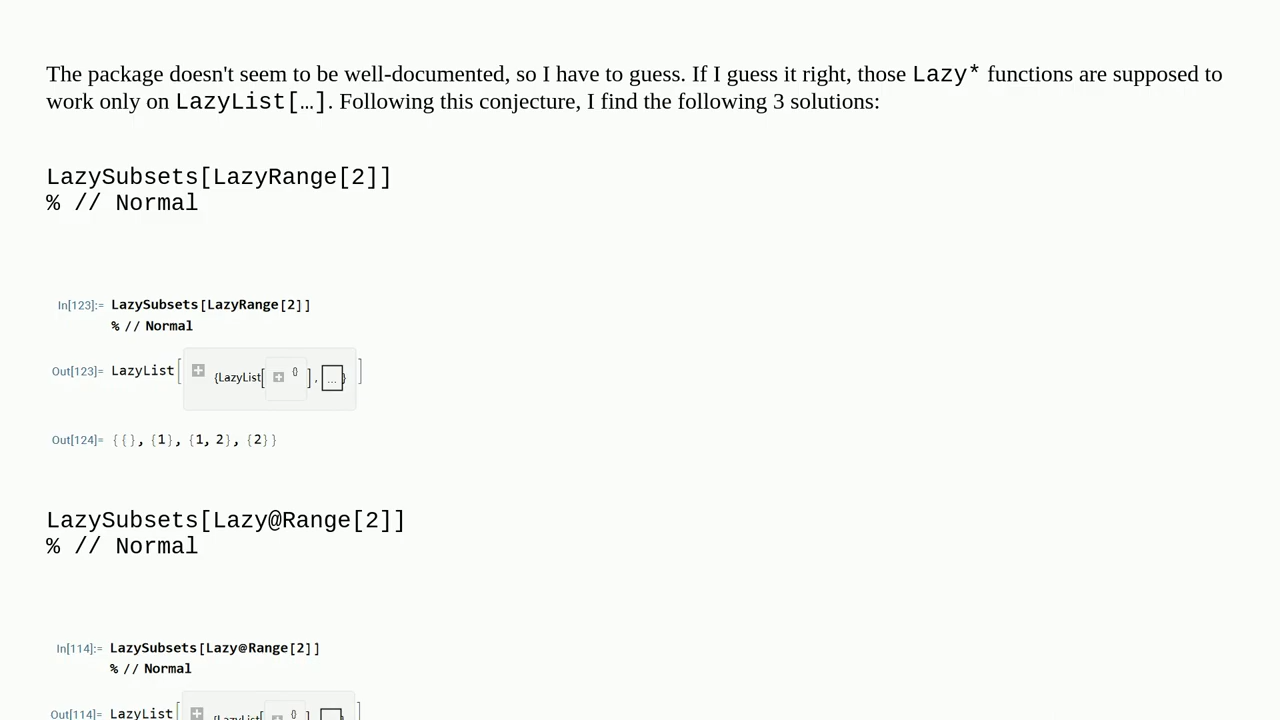 The package doesn't seem to be well-documented, so I have to guess. If I guess it right, those Lazy* functions are supposed to
work only on LazyList[…]. Following this conjecture, I find the following 3 solutions:
LazySubsets[LazyRange[2]]
% // Normal
In[123]:= LazySubsets[LazyRange[2]]
% // Normal
Out[123]= LazyList[ {LazyList[ {} ], ...} ]
Out[124]= {{}, {1}, {1, 2}, {2}}
LazySubsets[Lazy@Range[2]]
% // Normal
In[114]:= LazySubsets[Lazy@Range[2]]
% // Normal
Out[114]= LazyList[ {LazyList[ {} ]